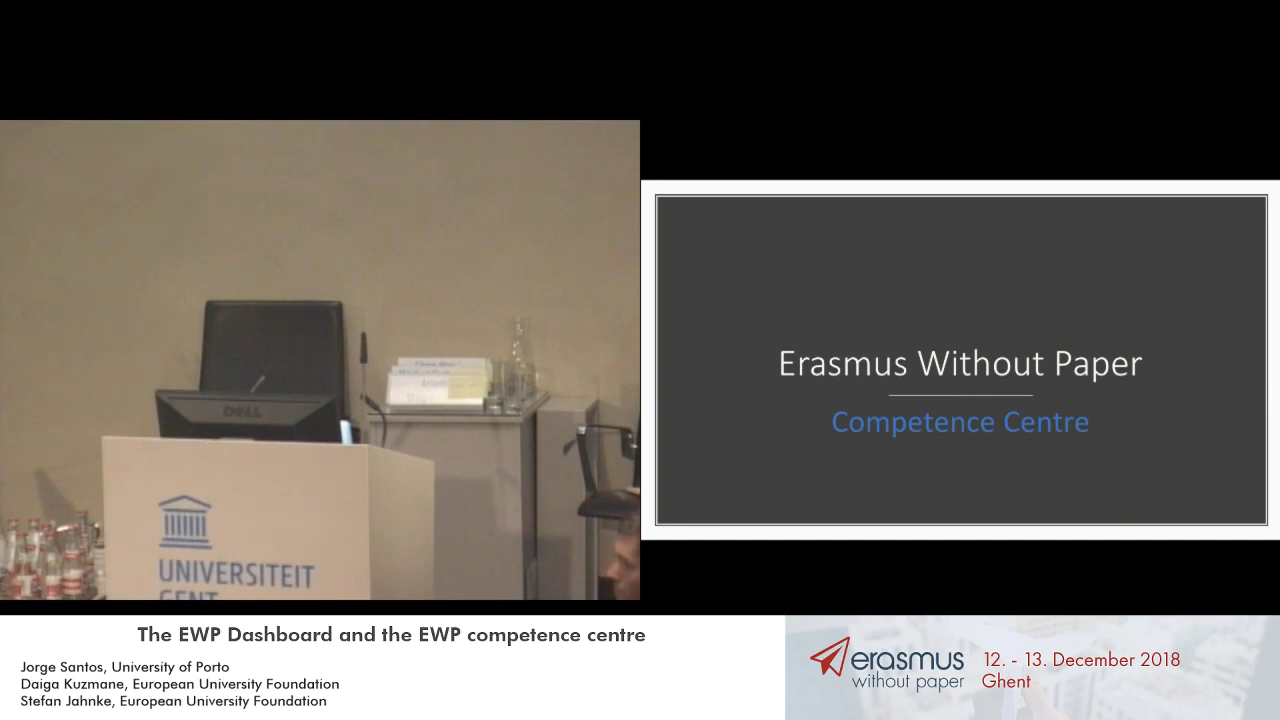 DELL
UNIVERSITEIT
GENT
Erasmus Without Paper
Competence Centre
The EWP Dashboard and the EWP competence centre
Jorge Santos, University of Porto
Daiga Kuzmane, European University Foundation
Stefan Jahnke, European University Foundation
erasmus
without paper
12. - 13. December 2018
Ghent